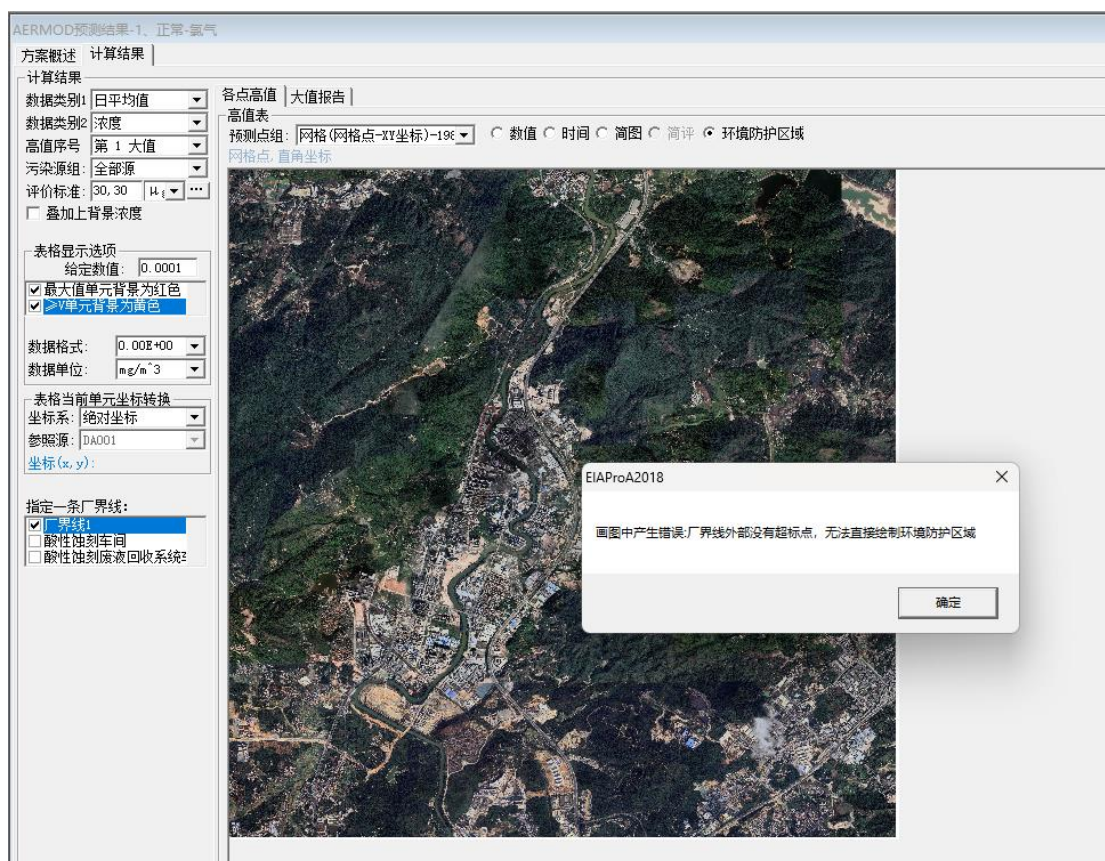 AERMOD预测结果-1、正常-氯气
方案概述 计算结果
计算结果
数据类别1 日平均值
数据类别2 浓度
高值序号 第 1 大值
污染源组: 全部源
评价标准: 30,30 μg ...
叠加上背景浓度
表格显示选项
给定数值: 0.0001
最大值单元背景为红色
≥V单元背景为黄色
数据格式: 0.00E+00
数据单位: mg/m^3
表格当前单元坐标转换
坐标系: 绝对坐标
参照源: DA001
坐标(x,y):
指定一条厂界线:
厂界线1
酸性蚀刻车间
酸性蚀刻废液回收系统
各点高值 大值报告
高值表
预测点组: 网格(网格点-XY坐标)-198 数值 时间 简图 简评 环境防护区域
网格点,直角坐标
EIAProA2018
画图中产生错误:厂界线外部没有超标点，无法直接绘制环境防护区域
确定